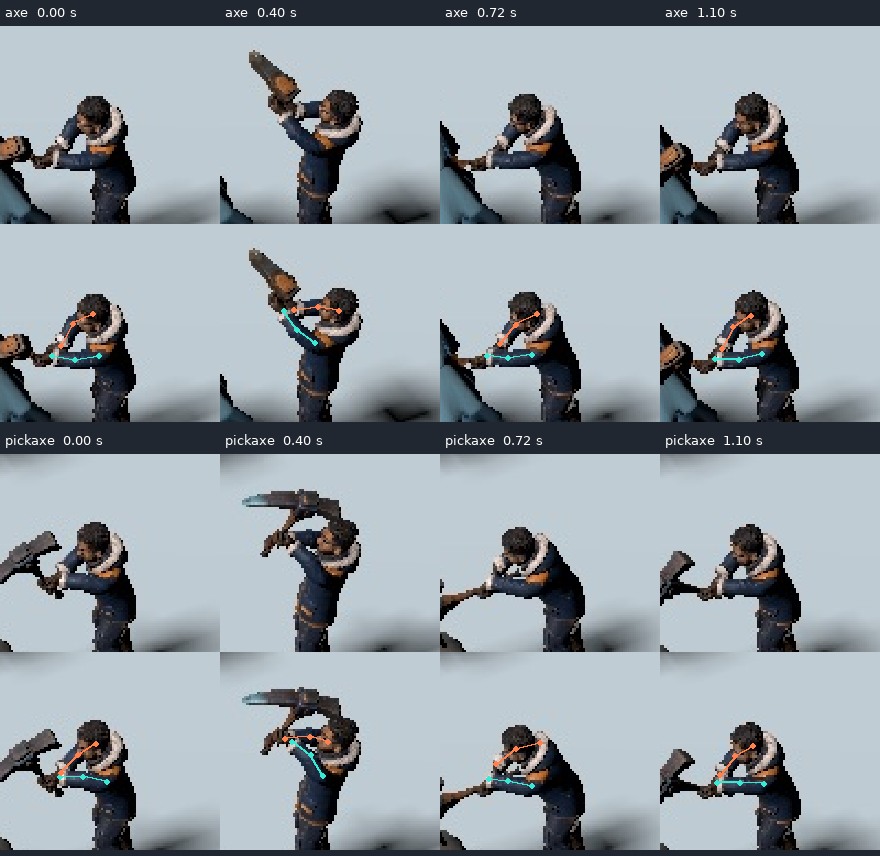 axe 0.00 s
axe 0.40 s
axe 0.72 s
axe 1.10 s
pickaxe 0.00 s
pickaxe 0.40 s
pickaxe 0.72 s
pickaxe 1.10 s